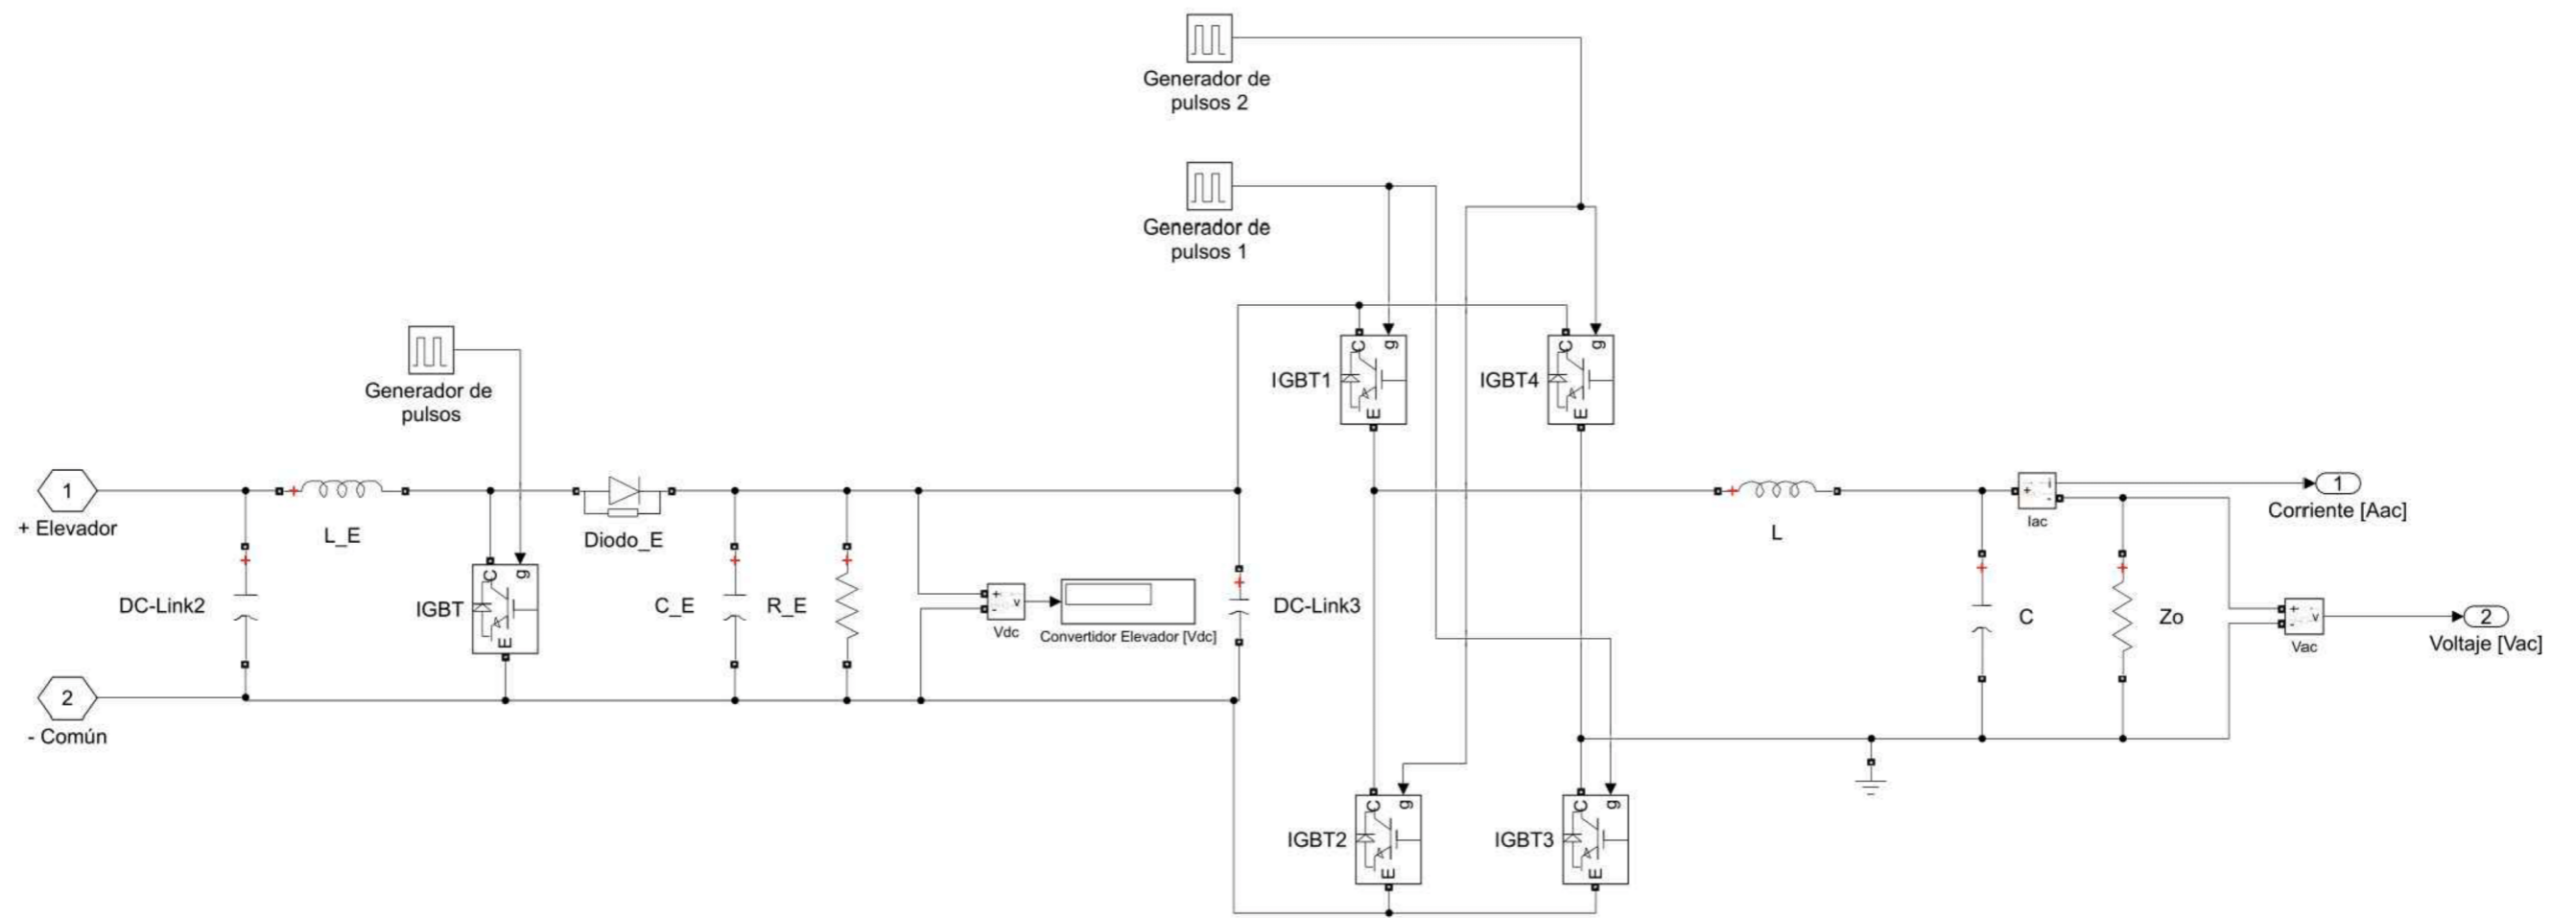 Generador de
pulsos 2
Generador de
pulsos 1
Generador de
pulsos
1
+ Elevador
DC-Link2
2
- Común
L_E
C
g
IGBT
E
Diodo_E
C_E
R_E
+
-
v
Vdc
Convertidor Elevador [Vdc]
DC-Link3
C
g
IGBT1
E
C
g
IGBT4
E
C
g
IGBT2
E
C
g
IGBT3
E
L
+
i
-
Iac
1
Corriente [Aac]
C
Zo
+
-
v
Vac
2
Voltaje [Vac]